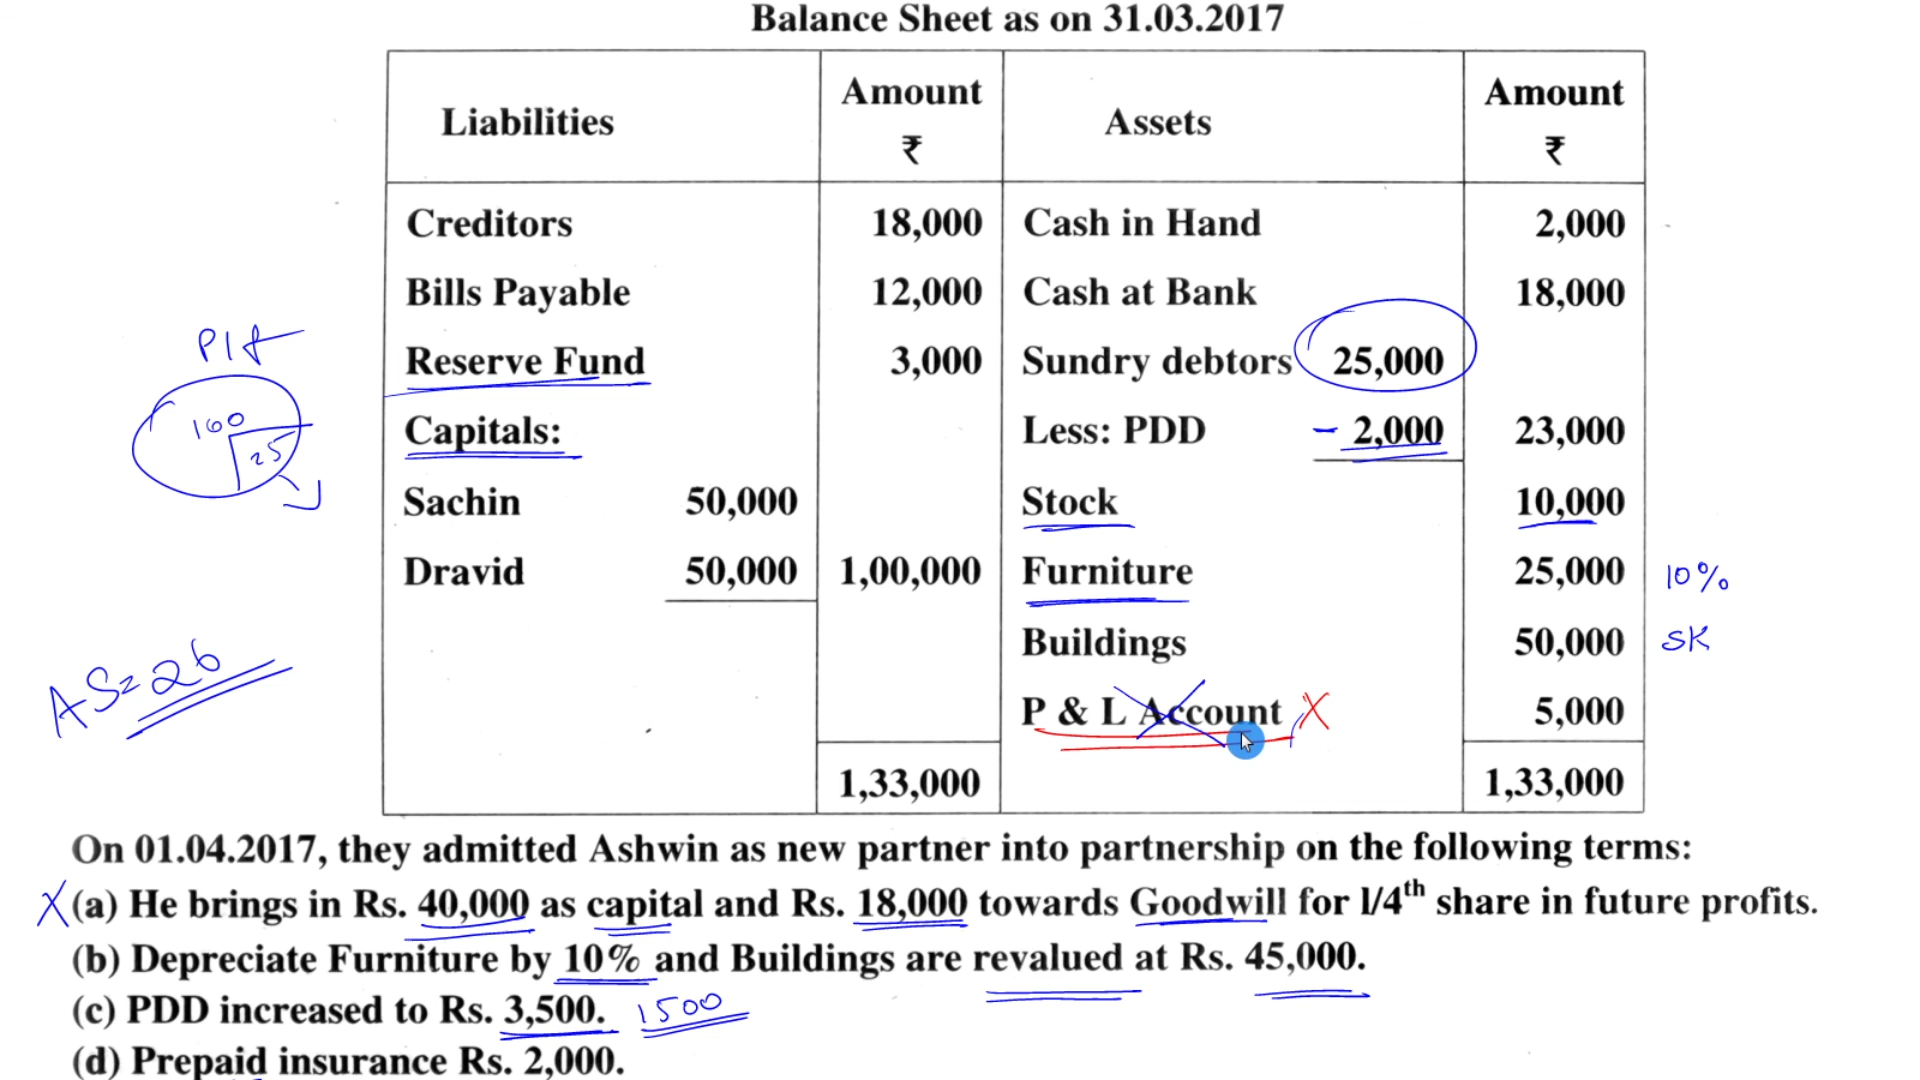 Balance Sheet as on 31.03.2017
Liabilities Amount ₹ Assets Amount ₹
Creditors 18,000 Cash in Hand 2,000
Bills Payable 12,000 Cash at Bank 18,000
Reserve Fund 3,000 Sundry debtors 25,000
Capitals: Less: PDD - 2,000 23,000
Sachin 50,000 Stock 10,000
Dravid 50,000 1,00,000 Furniture 25,000 10%
Buildings 50,000 5K
P & L Account X 5,000
1,33,000 1,33,000
100
25
AS=26
On 01.04.2017, they admitted Ashwin as new partner into partnership on the following terms:
X (a) He brings in Rs. 40,000 as capital and Rs. 18,000 towards Goodwill for 1/4th share in future profits.
(b) Depreciate Furniture by 10% and Buildings are revalued at Rs. 45,000.
(c) PDD increased to Rs. 3,500. 1500
(d) Prepaid insurance Rs. 2,000.